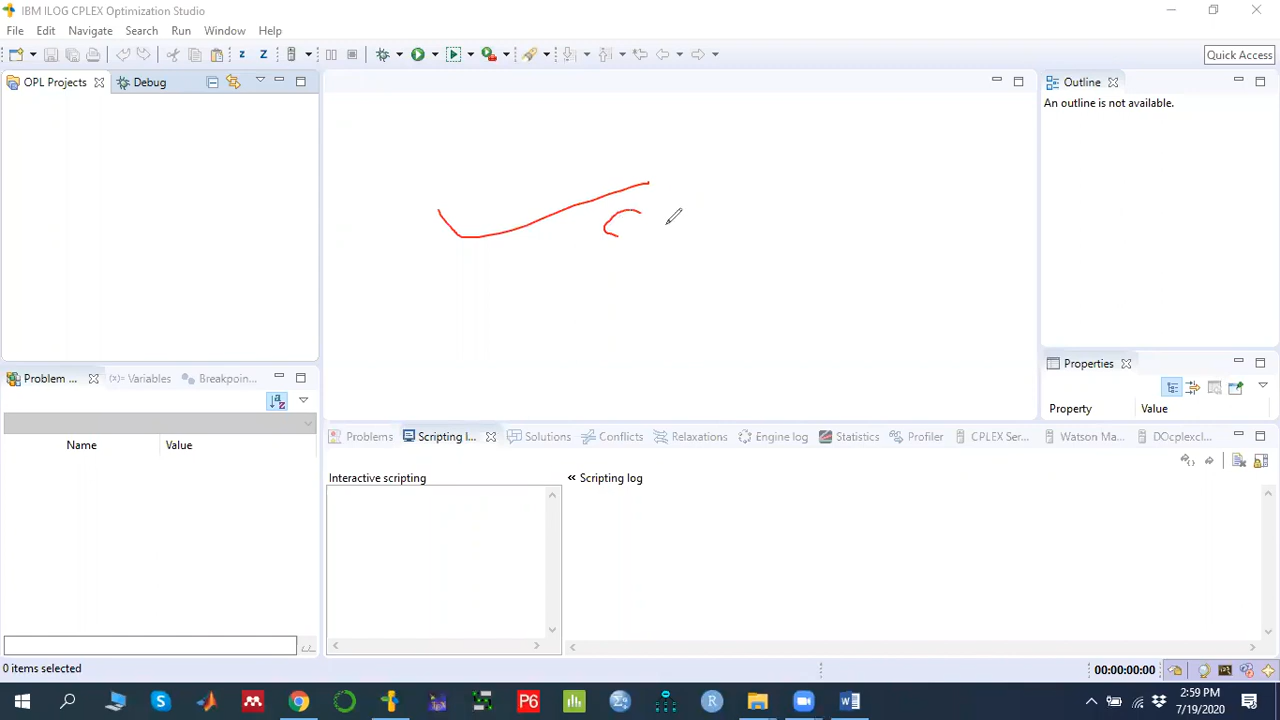 IBM ILOG CPLEX Optimization Studio
File Edit Navigate Search Run Window Help
Quick Access
OPL Projects Debug Outline
An outline is not available.
Problem ... Variables Breakpoin... Properties
Property Value
Name Value
Problems Scripting l... Solutions Conflicts Relaxations Engine log Statistics Profiler CPLEX Ser... Watson Ma... DOcplexcl...
Interactive scripting « Scripting log
0 items selected 00:00:00:00
P6 R W 2:59 PM
7/19/2020